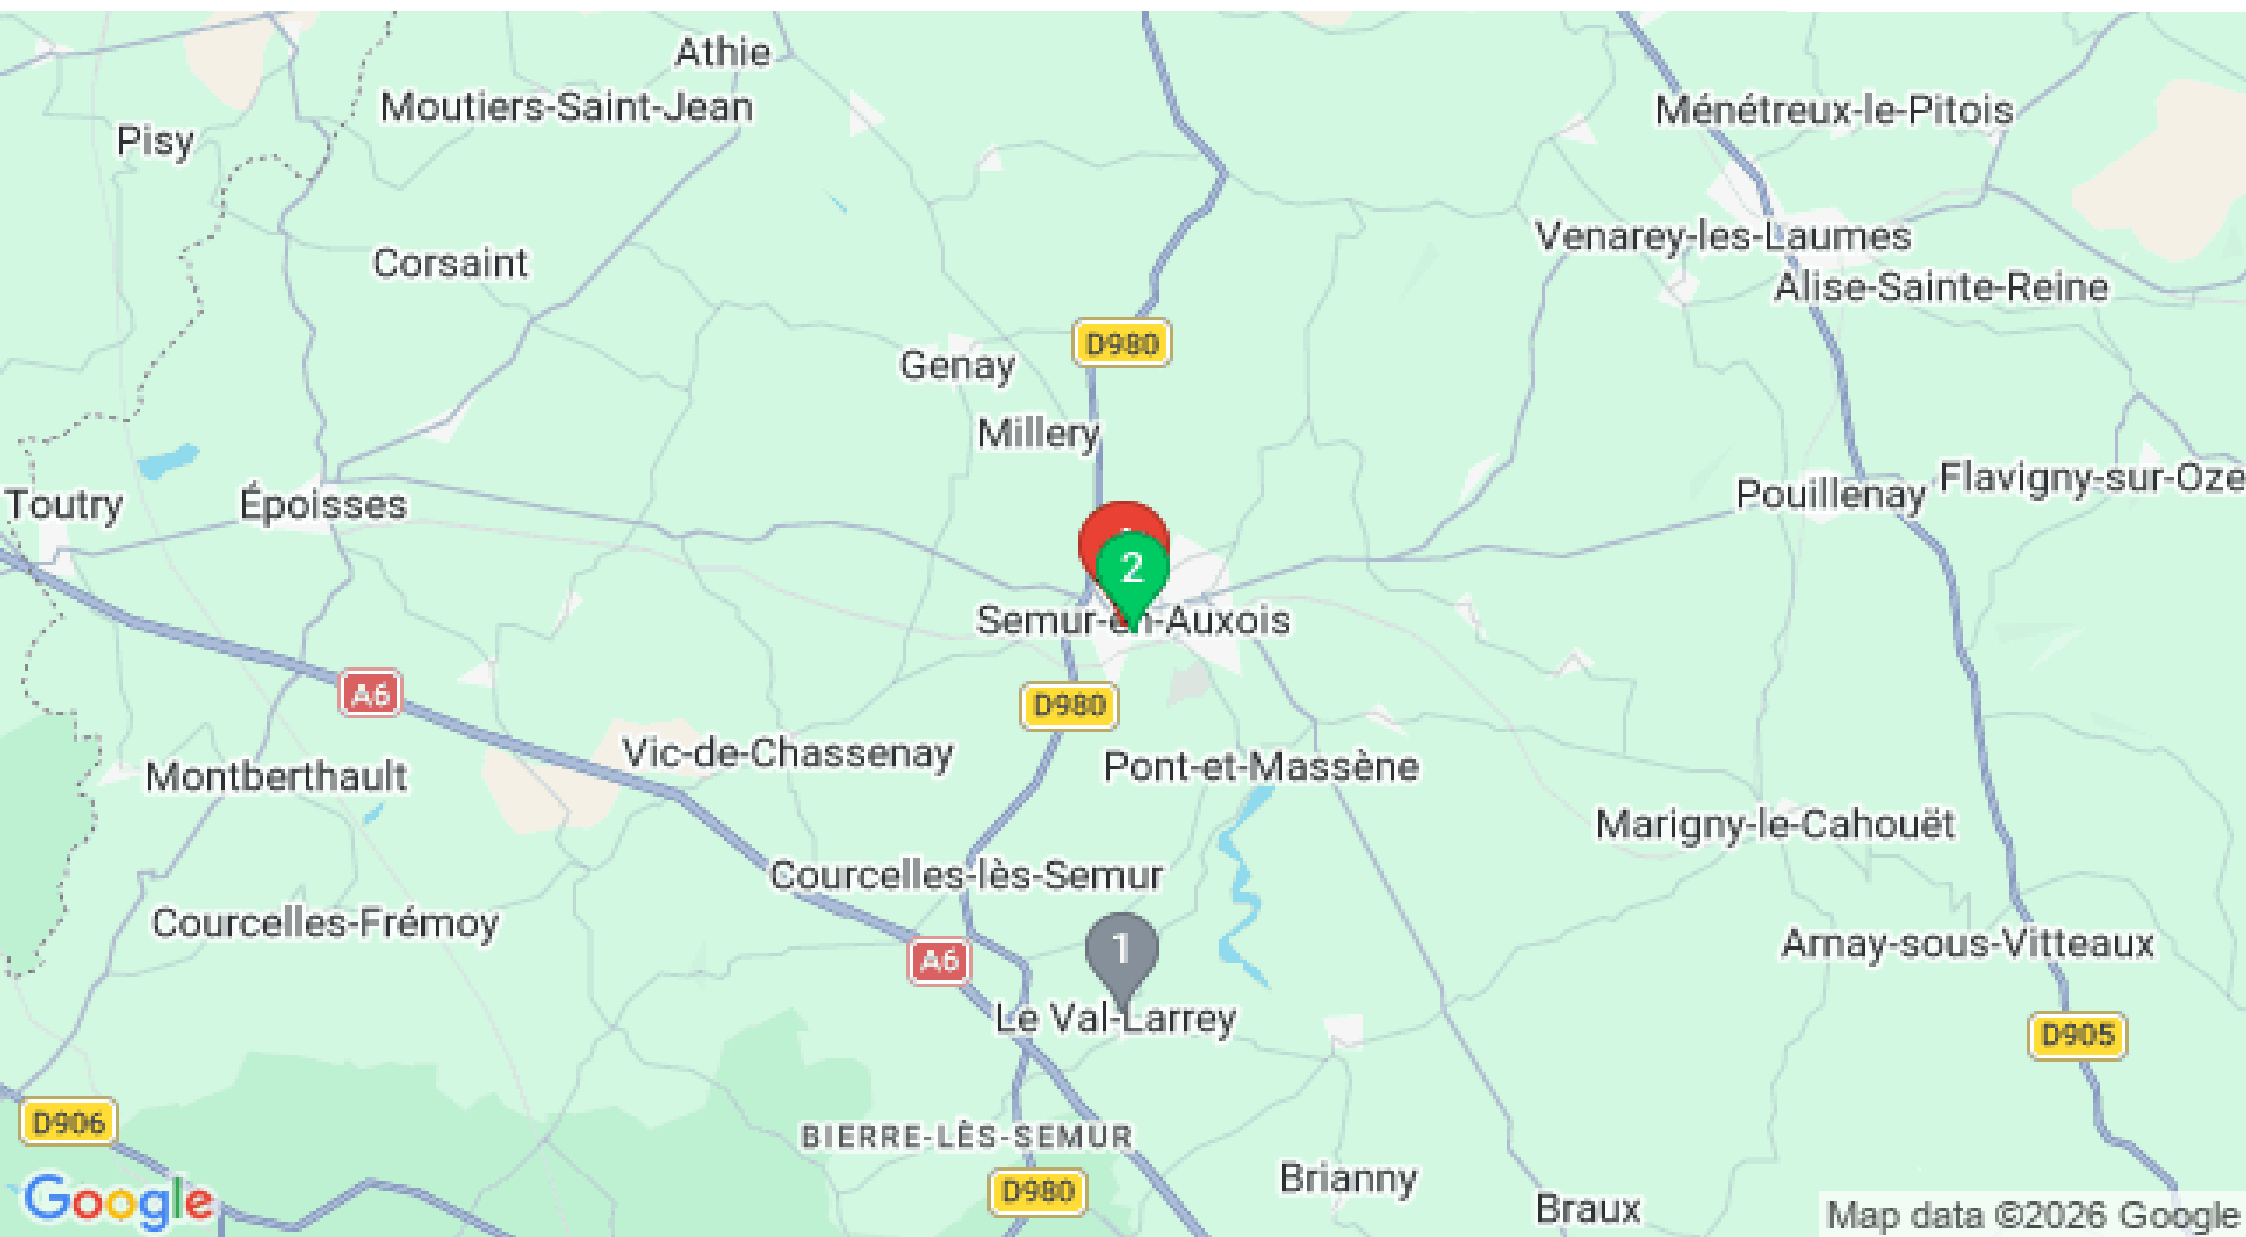 Athie
Moutiers-Saint-Jean
Ménétreux-le-Pitois
Pisy
Venarey-les-Laumes
Corsaint
Alise-Sainte-Reine
D980
Genay
Millery
Flavigny-sur-Oze
Pouillenay
Toutry
Époisses
2
Semur-en-Auxois
A6
D980
Vic-de-Chassenay
Pont-et-Massène
Montberthault
Marigny-le-Cahouët
Courcelles-lès-Semur
Courcelles-Frémoy
Arnay-sous-Vitteaux
1
A6
Le Val-Larrey
D905
D906
BIERRE-LÈS-SEMUR
Brianny
D980
Google
Braux
Map data ©2026 Google